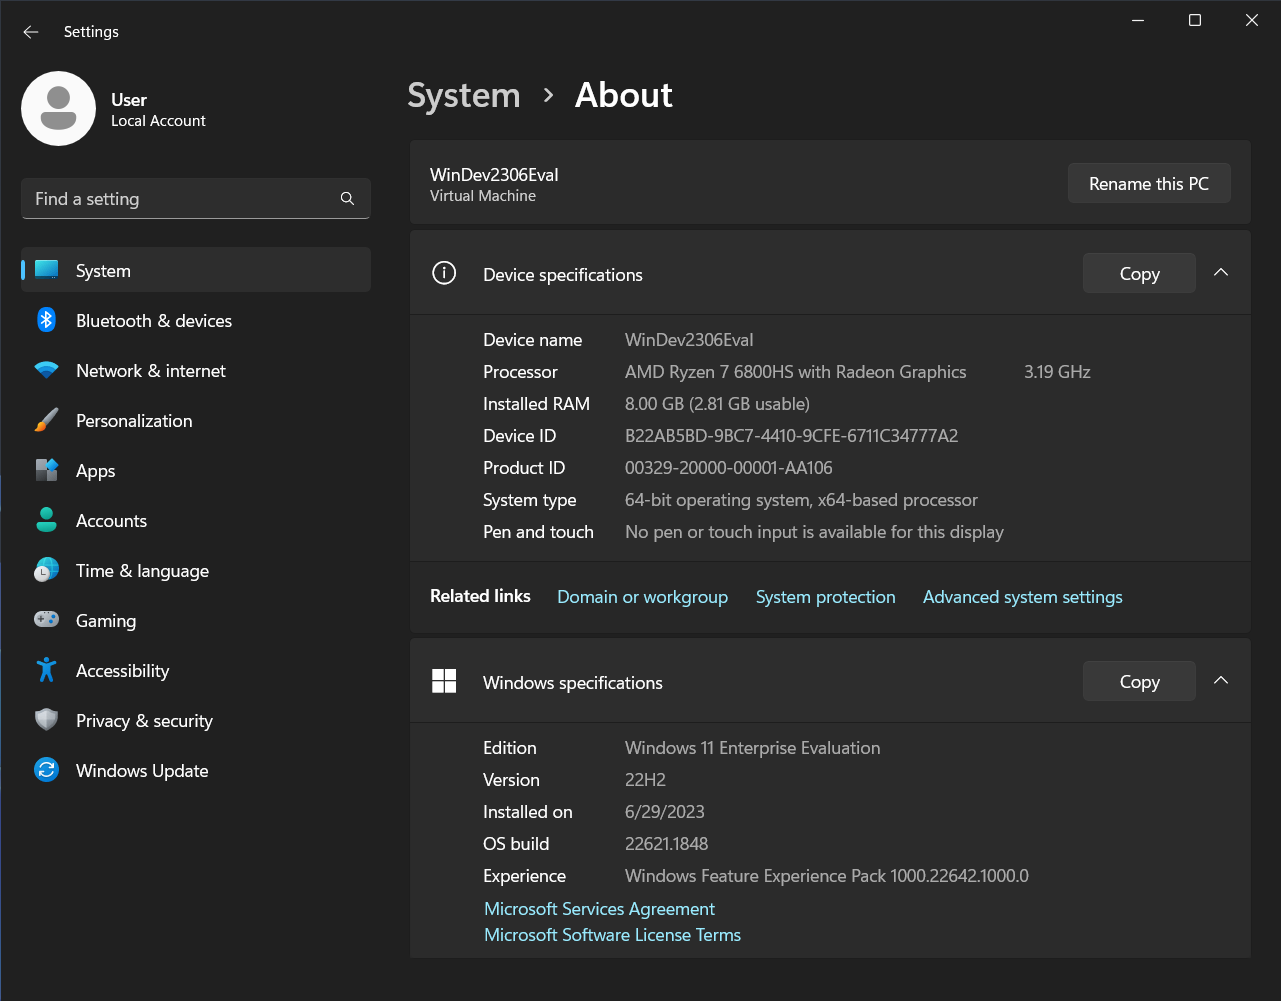 Settings
User
Local Account
Find a setting
System
Bluetooth & devices
Network & internet
Personalization
Apps
Accounts
Time & language
Gaming
Accessibility
Privacy & security
Windows Update
System › About
WinDev2306Eval
Virtual Machine
Rename this PC
Device specifications Copy
Device name WinDev2306Eval
Processor AMD Ryzen 7 6800HS with Radeon Graphics 3.19 GHz
Installed RAM 8.00 GB (2.81 GB usable)
Device ID B22AB5BD-9BC7-4410-9CFE-6711C34777A2
Product ID 00329-20000-00001-AA106
System type 64-bit operating system, x64-based processor
Pen and touch No pen or touch input is available for this display
Related links Domain or workgroup System protection Advanced system settings
Windows specifications Copy
Edition Windows 11 Enterprise Evaluation
Version 22H2
Installed on 6/29/2023
OS build 22621.1848
Experience Windows Feature Experience Pack 1000.22642.1000.0
Microsoft Services Agreement
Microsoft Software License Terms